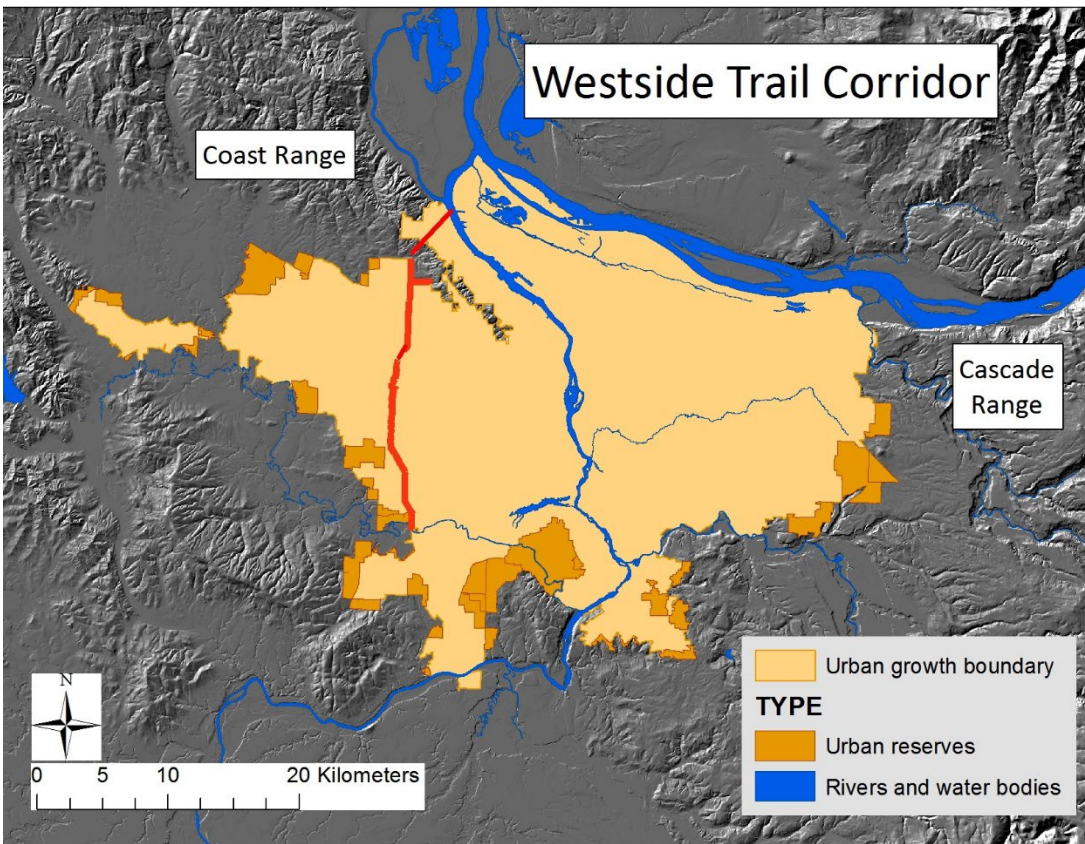 Westside Trail Corridor
Coast Range
Cascade
Range
N
0 5 10 20 Kilometers
Urban growth boundary
TYPE
Urban reserves
Rivers and water bodies